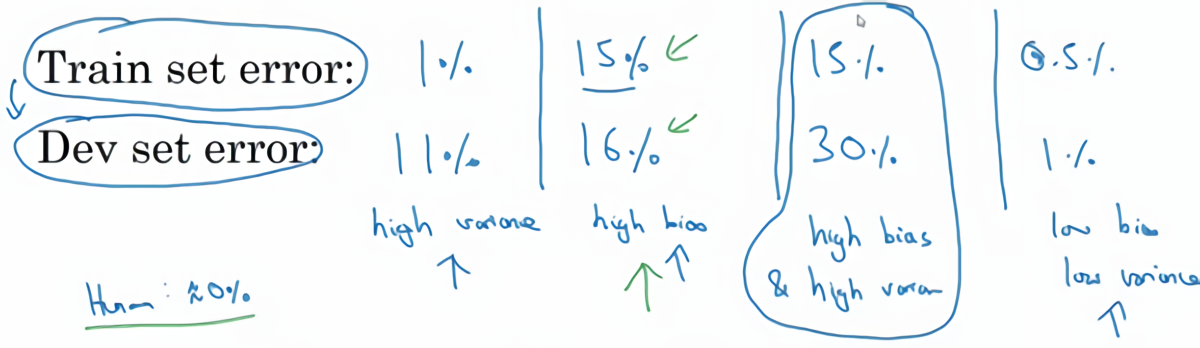 Train set error: 1% 15% 15% 0.5%
Dev set error: 11% 16% 30% 1%
high variance high bias high bias low bias
& high varian low variance
Human: ≈0%